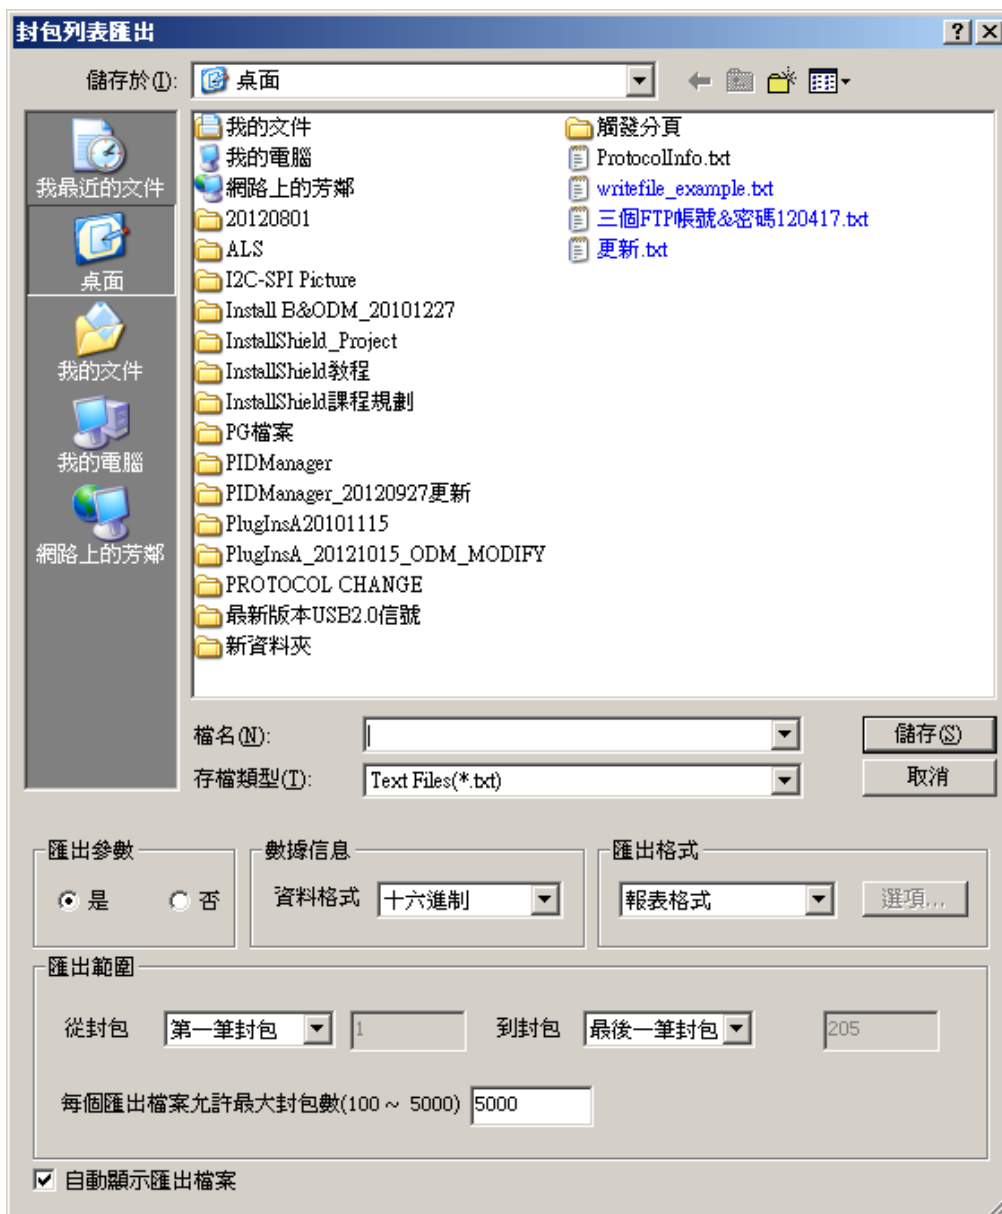 封包列表匯出
儲存於(I): 桌面
我最近的文件
桌面
我的文件
我的電腦
網路上的芳鄰
我的文件
我的電腦
網路上的芳鄰
20120801
ALS
I2C-SPI Picture
Install B&ODM_20101227
InstallShield_Project
InstallShield教程
InstallShield課程規劃
PG檔案
PIDManager
PIDManager_20120927更新
PlugInsA20101115
PlugInsA_20121015_ODM_MODIFY
PROTOCOL CHANGE
最新版本USB2.0信號
新資料夾
觸發分頁
ProtocolInfo.txt
writefile_example.txt
三個FTP帳號&密碼120417.txt
更新.txt
檔名(N): 儲存(S)
存檔類型(T): Text Files(*.txt) 取消
匯出參數 數據信息 匯出格式
是 否 資料格式 十六進制 報表格式 選項...
匯出範圍
從封包 第一筆封包 1 到封包 最後一筆封包 205
每個匯出檔案允許最大封包數(100 ~ 5000) 5000
自動顯示匯出檔案